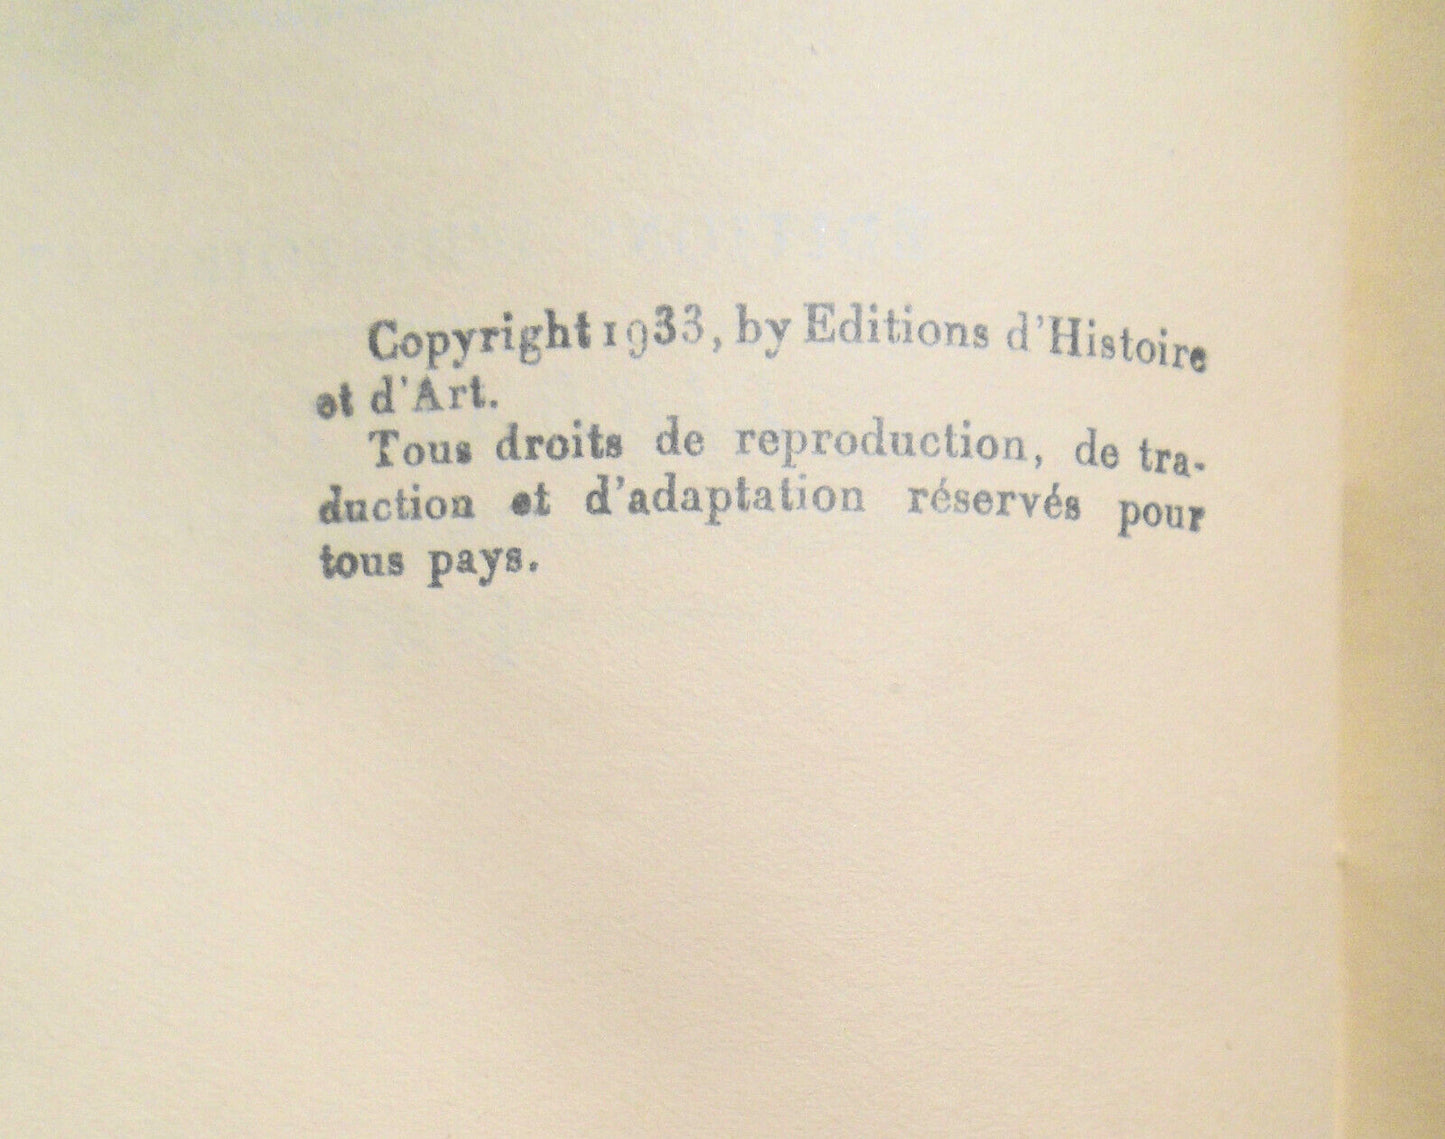 Copyright 1933, by Editions d'Histoire
et d'Art.
Tous droits de reproduction, de tra-
duction et d'adaptation réservés pour
tous pays.